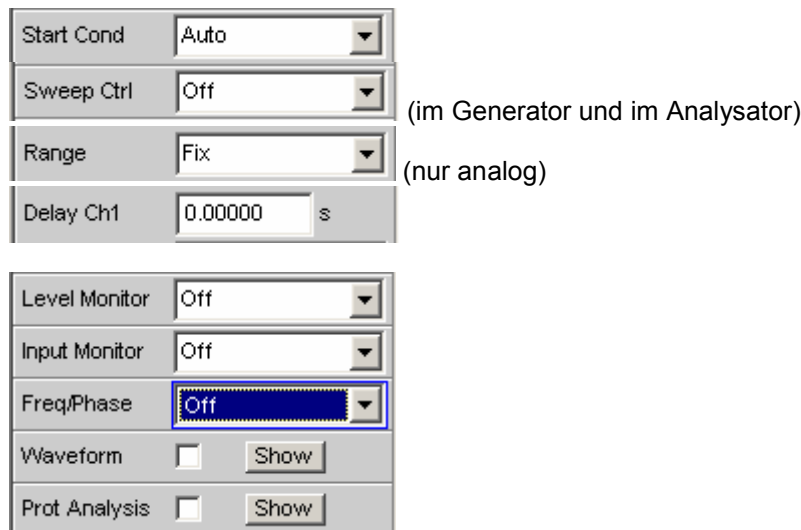 Start Cond Auto
Sweep Ctrl Off (im Generator und im Analysator)
Range Fix (nur analog)
Delay Ch1 0.00000 s
Level Monitor Off
Input Monitor Off
Freq/Phase Off
Waveform Show
Prot Analysis Show